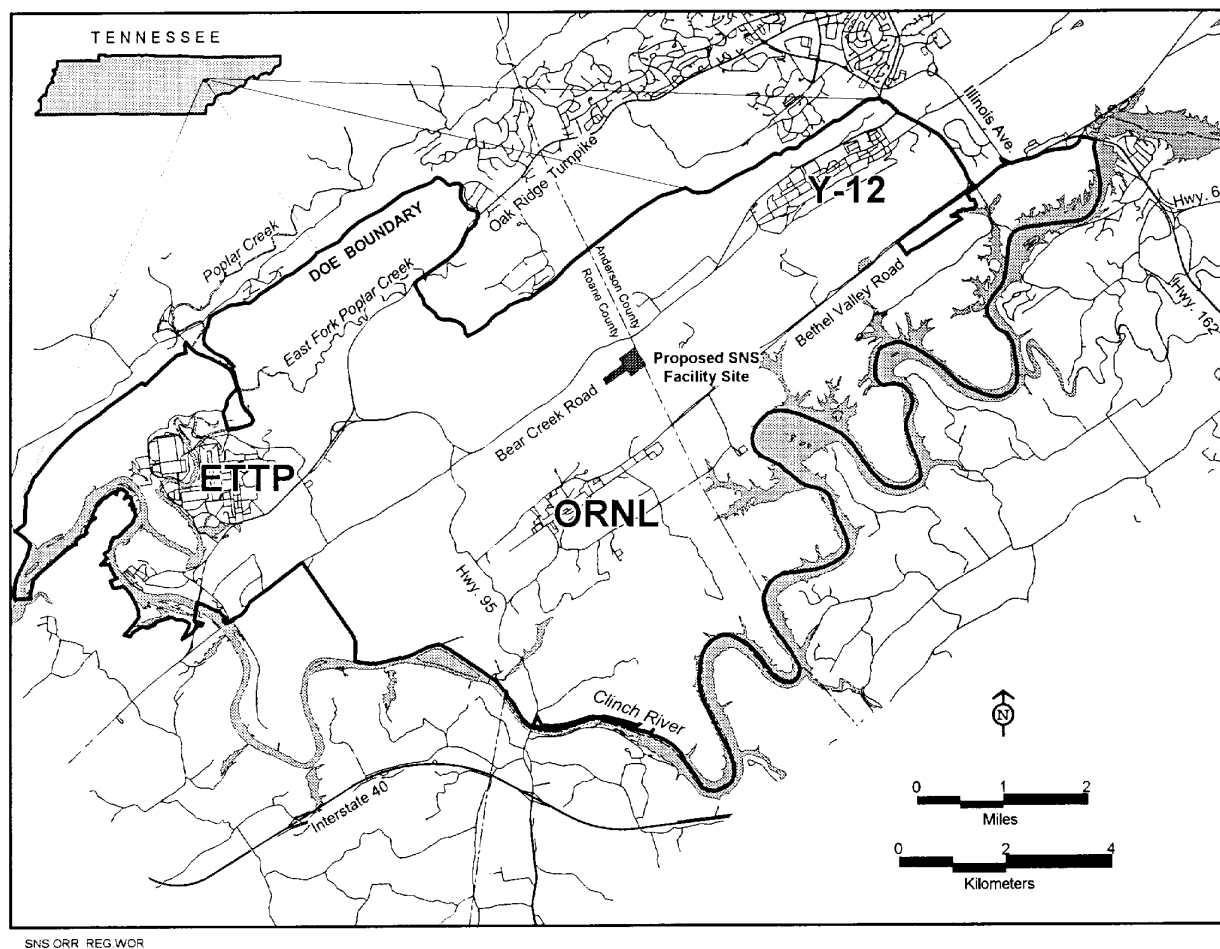 TENNESSEE
Illinois Ave.
Oak Ridge Turnpike
Y-12
Hwy. 6
Poplar Creek
DOE BOUNDARY
Anderson County
Roane County
East Fork Poplar Creek
Bethel Valley Road
Hwy. 162
Proposed SNS
Facility Site
Bear Creek Road
ETTP
ORNL
Hwy. 95
Clinch River
N
Interstate 40
0 1 2
Miles
0 2 4
Kilometers
SNS ORR REG.WOR